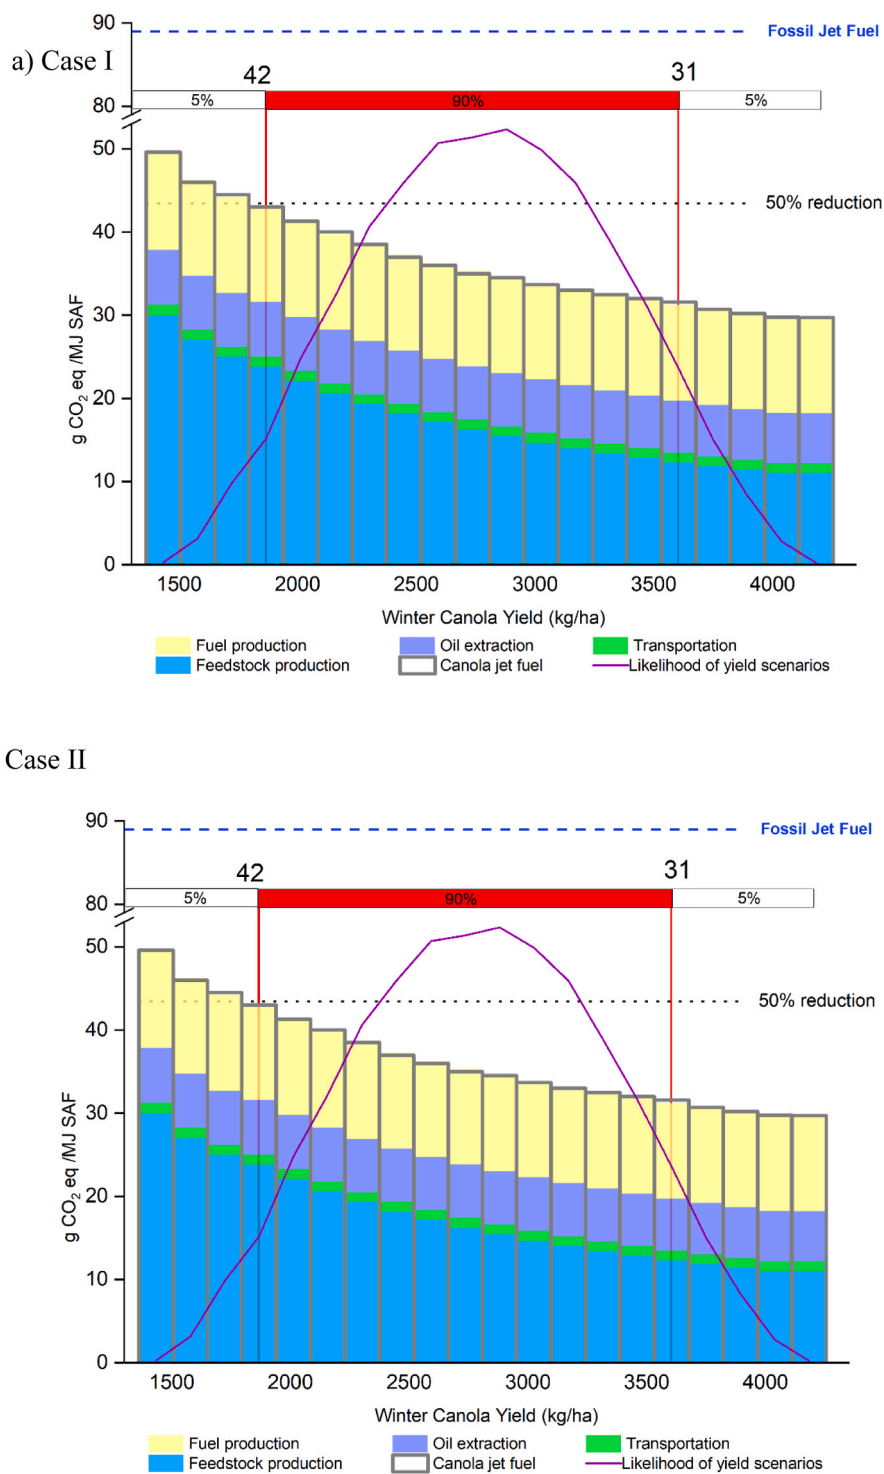 90
Fossil Jet Fuel
a) Case I
42
31
5%
90%
5%
80
50
50% reduction
40
30
20
10
0
g CO2 eq /MJ SAF
1500 2000 2500 3000 3500 4000
Winter Canola Yield (kg/ha)
Fuel production Oil extraction Transportation
Feedstock production Canola jet fuel Likelihood of yield scenarios
Case II
90
Fossil Jet Fuel
42
31
5%
90%
5%
80
50
50% reduction
40
30
20
10
0
g CO2 eq /MJ SAF
1500 2000 2500 3000 3500 4000
Winter Canola Yield (kg/ha)
Fuel production Oil extraction Transportation
Feedstock production Canola jet fuel Likelihood of yield scenarios